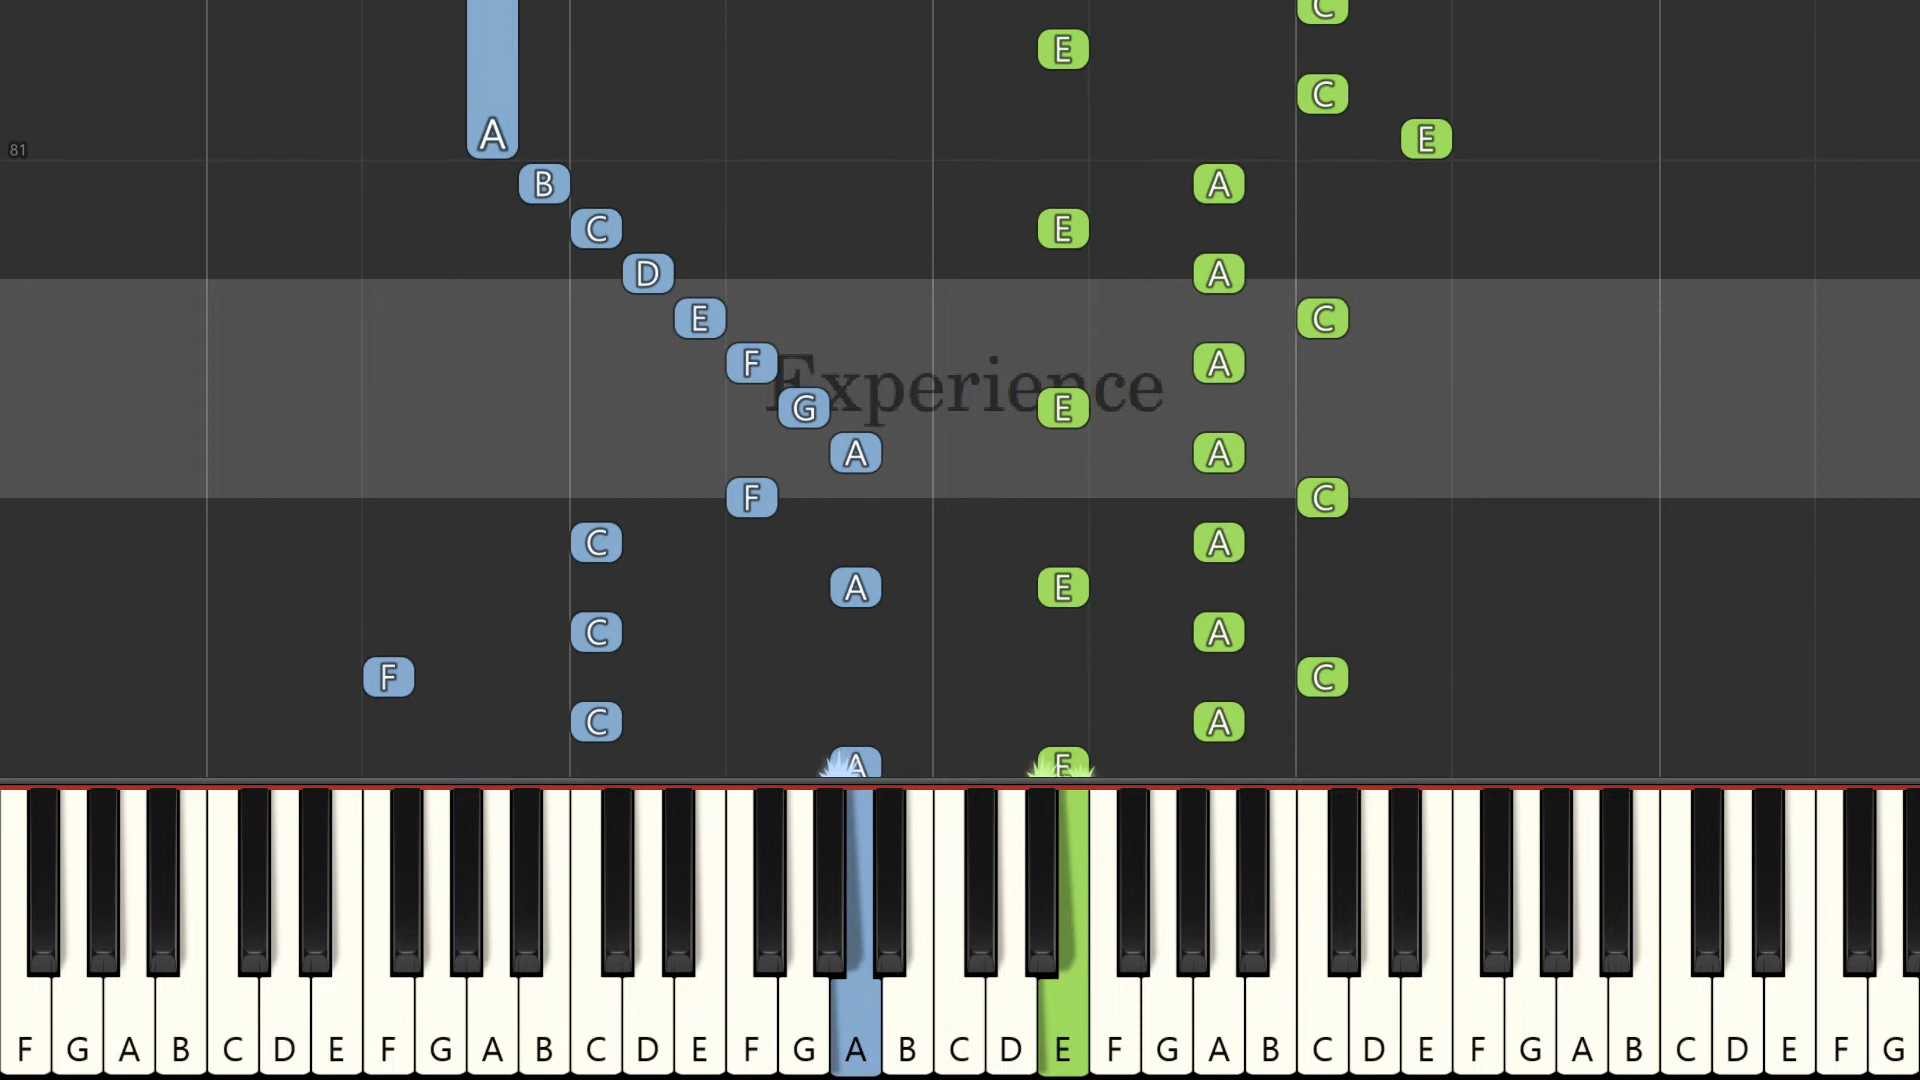 C
E
C
A E
81
B A
C E
D A
E C
F A
Experience
G E
A A
F C
C A
A E
C A
F C
C A
A E
F G A B C D E F G A B C D E F G A B C D E F G A B C D E F G A B C D E F G